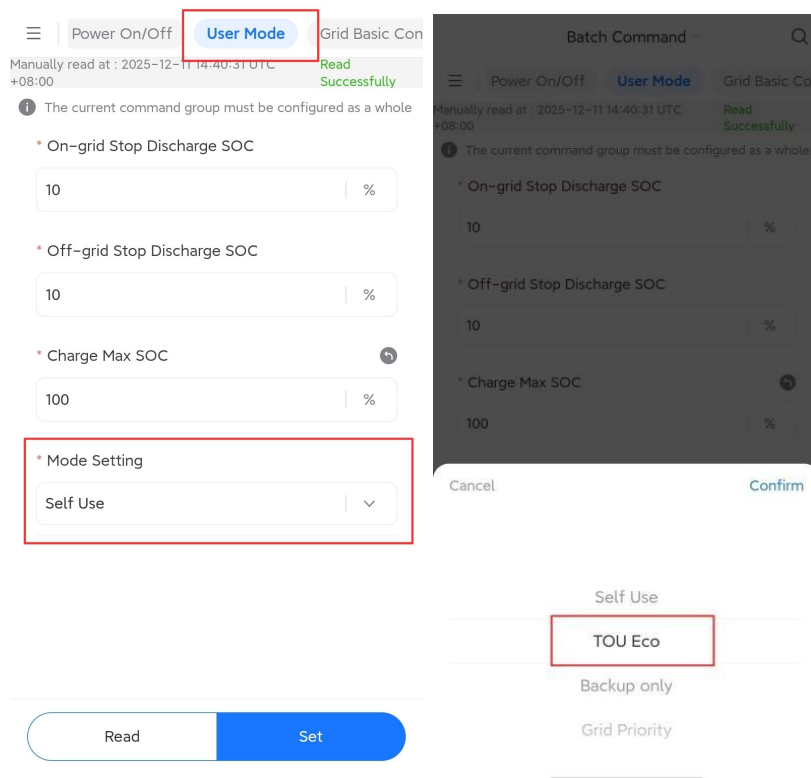 Power On/Off User Mode Grid Basic Con
Manually read at : 2025-12-11 14:40:31 UTC
+08:00
Read
Successfully
The current command group must be configured as a whole
* On-grid Stop Discharge SOC
10 %
* Off-grid Stop Discharge SOC
10 %
* Charge Max SOC
100 %
* Mode Setting
Self Use
Read Set
Batch Command
Power On/Off User Mode Grid Basic Co
Manually read at : 2025-12-11 14:40:31 UTC
+08:00
Read
Successfully
The current command group must be configured as a whole
* On-grid Stop Discharge SOC
10 %
* Off-grid Stop Discharge SOC
10 %
* Charge Max SOC
100 %
Cancel Confirm
Self Use
TOU Eco
Backup only
Grid Priority